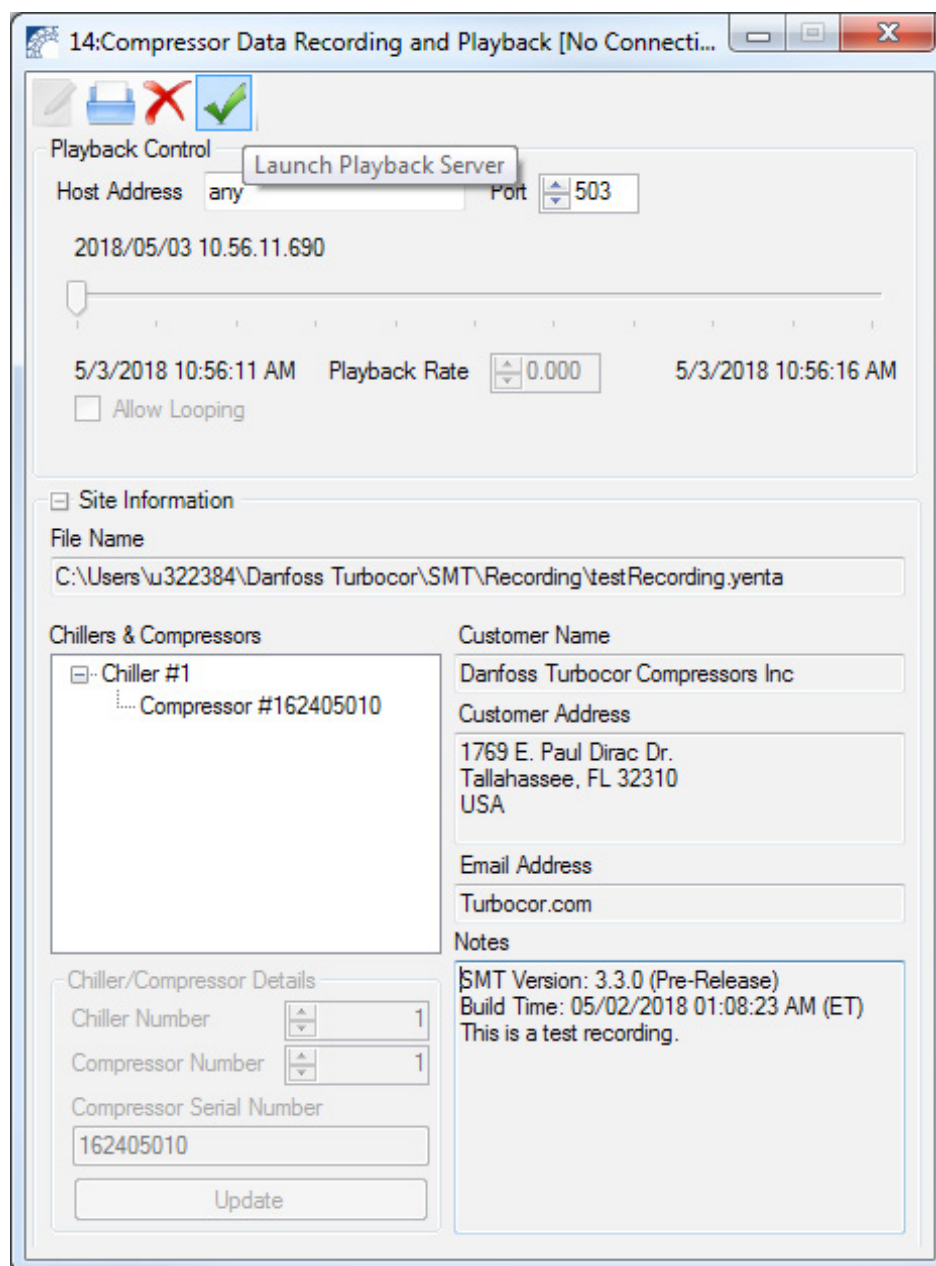 14:Compressor Data Recording and Playback [No Connecti...
Playback Control
Launch Playback Server
Host Address any Port 503
2018/05/03 10.56.11.690
5/3/2018 10:56:11 AM Playback Rate 0.000 5/3/2018 10:56:16 AM
Allow Looping
Site Information
File Name
C:\Users\u322384\Danfoss Turbocor\SMT\Recording\testRecording.yenta
Chillers & Compressors
Chiller #1
Compressor #162405010
Customer Name
Danfoss Turbocor Compressors Inc
Customer Address
1769 E. Paul Dirac Dr.
Tallahassee, FL 32310
USA
Email Address
Turbocor.com
Notes
SMT Version: 3.3.0 (Pre-Release)
Build Time: 05/02/2018 01:08:23 AM (ET)
This is a test recording.
Chiller/Compressor Details
Chiller Number 1
Compressor Number 1
Compressor Serial Number
162405010
Update